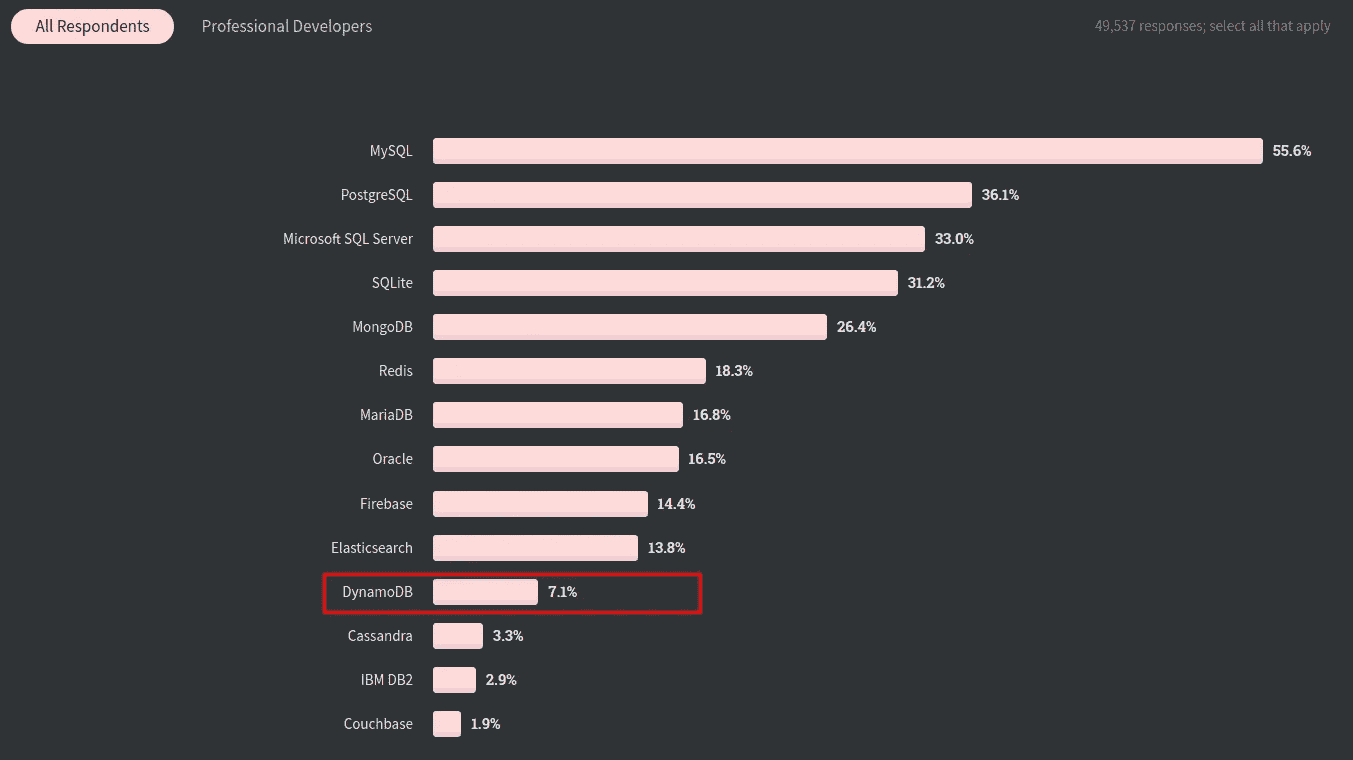 All Respondents Professional Developers 49,537 responses; select all that apply
MySQL 55.6%
PostgreSQL 36.1%
Microsoft SQL Server 33.0%
SQLite 31.2%
MongoDB 26.4%
Redis 18.3%
MariaDB 16.8%
Oracle 16.5%
Firebase 14.4%
Elasticsearch 13.8%
DynamoDB 7.1%
Cassandra 3.3%
IBM DB2 2.9%
Couchbase 1.9%